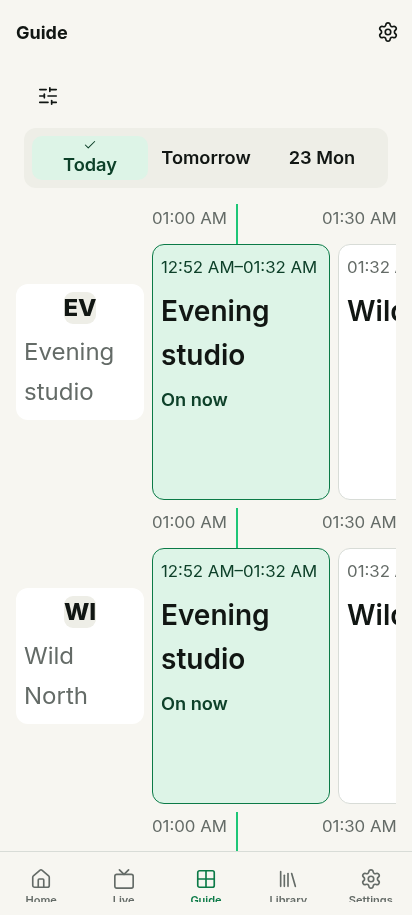 Guide
Today
Tomorrow
23 Mon
01:00 AM
01:30 AM
EV
Evening
studio
12:52 AM–01:32 AM
Evening
studio
On now
01:32
01:00 AM
01:30 AM
WI
Wild
North
12:52 AM–01:32 AM
Evening
studio
On now
01:32
01:00 AM
01:30 AM
Home
Live
Guide
Library
Settings